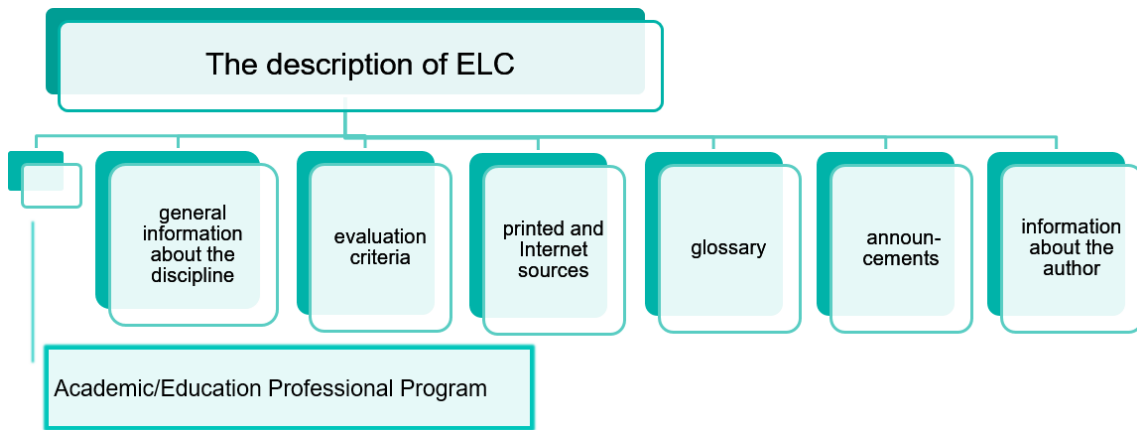 The description of ELC
general
information
about the
discipline
evaluation
criteria
printed and
Internet
sources
glossary
announ-
cements
information
about the
author
Academic/Education Professional Program